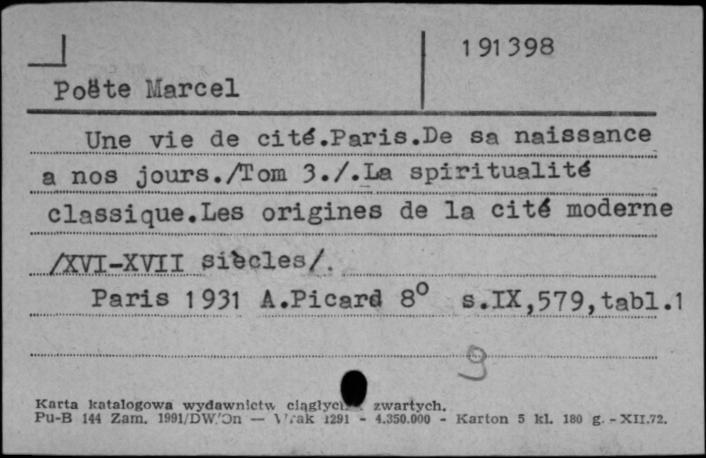 191398
Poëte Marcel
Une vie de cité.Paris.De sa naissance
a nos jours./Tom 3./.La spiritualité
classique.Les origines de la cité moderne
/XVI-XVII siècles/.
Paris 1931 A.Picard 8° s.IX,579,tabl.1
9
Karta katalogowa wydawnictw zwartych.
Pu-B 144 Zam. 1991/DW. - 1291 - 4.350.000 - Karton 5 kl. 180 g. - XII.72.